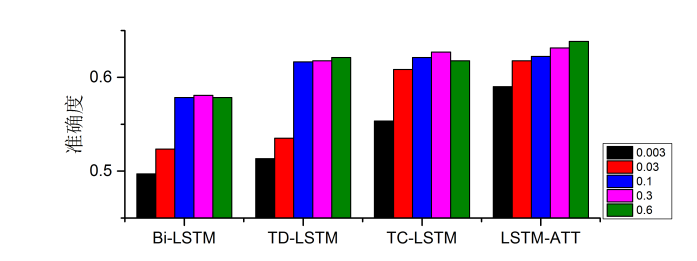 准确度
0.6
0.5
Bi-LSTM
TD-LSTM
TC-LSTM
LSTM-ATT
0.003
0.03
0.1
0.3
0.6